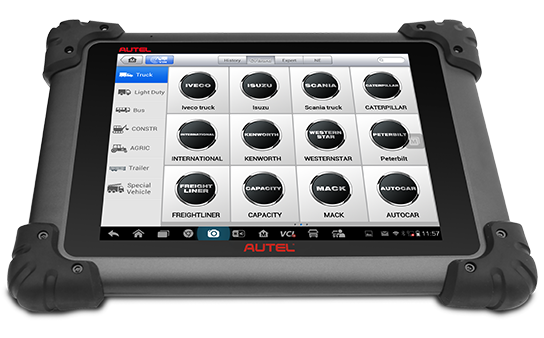 AUTEL
History
Export
Truck
IVECO
ISUZU
SCANIA
CATERPILLAR
Iveco truck
Isuzu
Scania truck
CATERPILLAR
Light Duty
Bus
CONSTR
AGRIC
Trailer
Special
Vehicle
INTERNATIONAL
KENWORTH
WESTERN
STAR
PETERBILT
INTERNATIONAL
KENWORTH
WESTERNSTAR
Peterbilt
FREIGHT
LINER
CAPACITY
MACK
AUTOCAR
FREIGHTLINER
CAPACITY
MACK
AUTOCAR
VCI
11:57
AUTEL